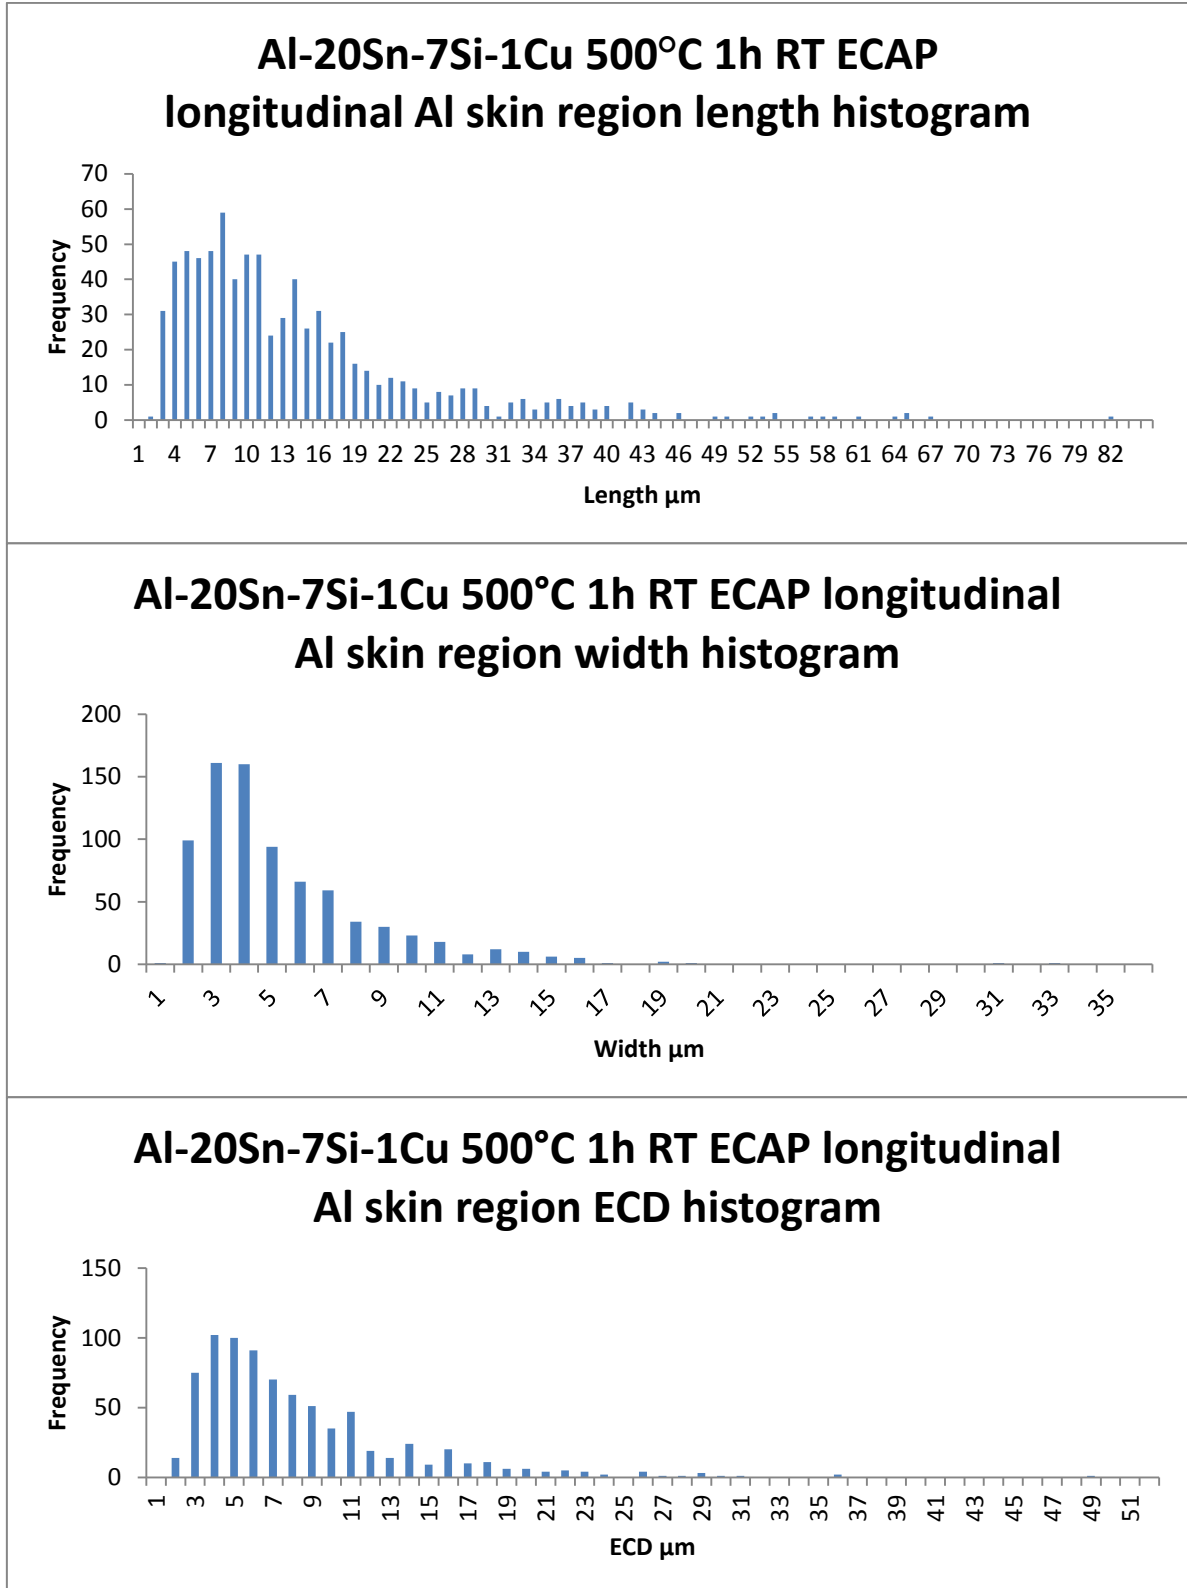 Al-20Sn-7Si-1Cu 500°C 1h RT ECAP
longitudinal Al skin region length histogram
70
60
50
40
30
20
10
0
Frequency
1 4 7 10 13 16 19 22 25 28 31 34 37 40 43 46 49 52 55 58 61 64 67 70 73 76 79 82
Length µm
Al-20Sn-7Si-1Cu 500°C 1h RT ECAP longitudinal
Al skin region width histogram
200
150
100
50
0
Frequency
1 3 5 7 9 11 13 15 17 19 21 23 25 27 29 31 33 35
Width µm
Al-20Sn-7Si-1Cu 500°C 1h RT ECAP longitudinal
Al skin region ECD histogram
150
100
50
0
Frequency
1 3 5 7 9 11 13 15 17 19 21 23 25 27 29 31 33 35 37 39 41 43 45 47 49 51
ECD µm